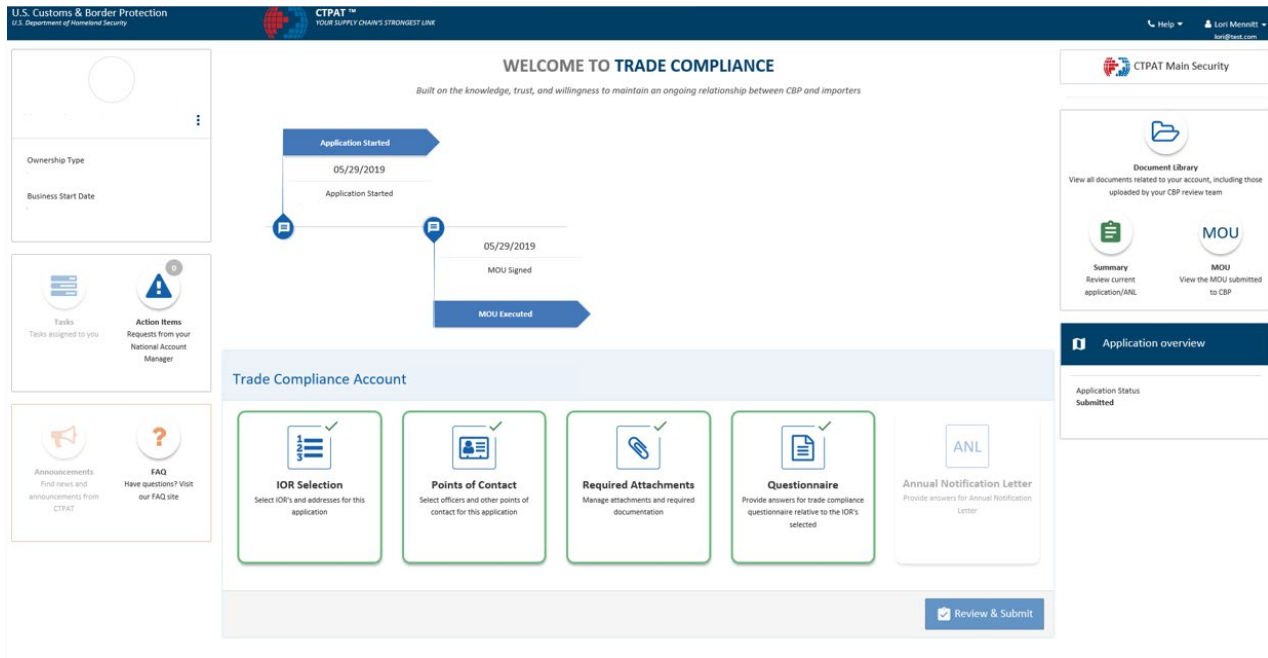 U.S. Customs & Border Protection
U.S. Department of Homeland Security
CTPAT ™
YOUR SUPPLY CHAIN'S STRONGEST LINK
Help
Lori Mennitt
lori@test.com
Ownership Type
Business Start Date
Tasks
Tasks assigned to you
0
Action Items
Requests from your
National Account
Manager
Announcements
Find news and
announcements from
CTPAT
?
FAQ
Have questions? Visit
our FAQ site
WELCOME TO TRADE COMPLIANCE
Built on the knowledge, trust, and willingness to maintain an ongoing relationship between CBP and importers
Application Started
05/29/2019
Application Started
05/29/2019
MOU Signed
MOU Executed
Trade Compliance Account
1
2
3
IOR Selection
Select IOR's and addresses for this
application
Points of Contact
Select officers and other points of
contact for this application
Required Attachments
Manage attachments and required
documentation
Questionnaire
Provide answers for trade compliance
questionnaire relative to the IOR's
selected
ANL
Annual Notification Letter
Provide answers for Annual Notification
Letter
Review & Submit
CTPAT Main Security
Document Library
View all documents related to your account, including those
uploaded by your CBP review team
Summary
Review current
application/ANL
MOU
MOU
View the MOU submitted
to CBP
Application overview
Application Status
Submitted